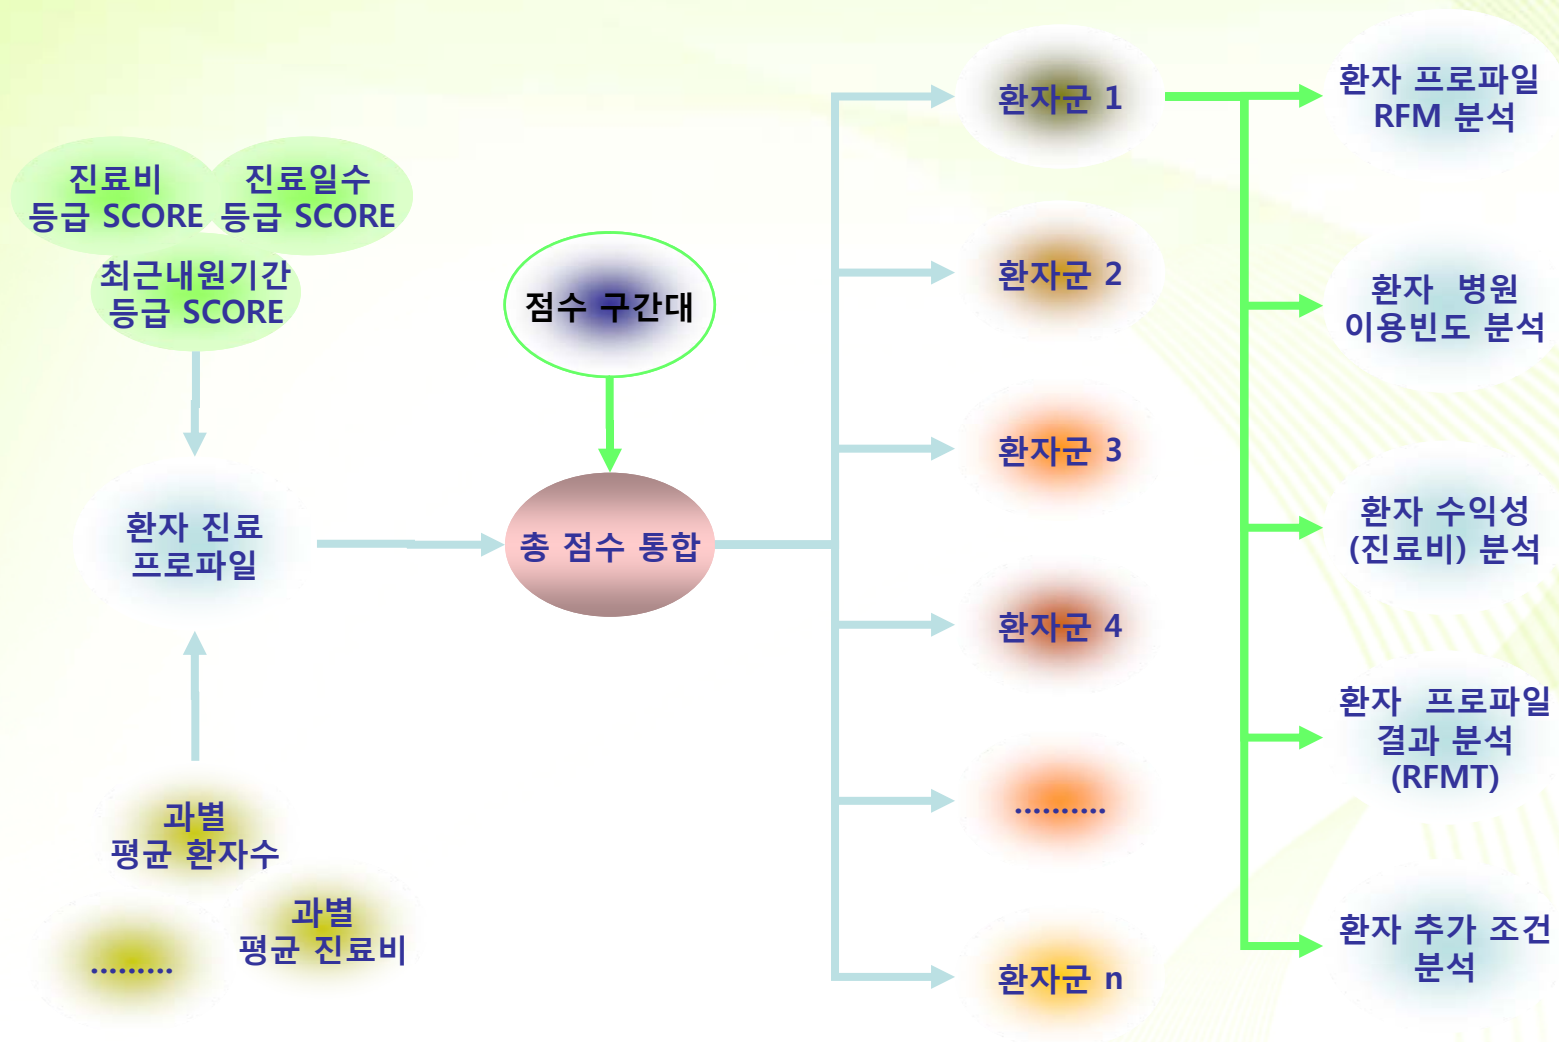 진료비
등급 SCORE
진료일수
등급 SCORE
최근내원기간
등급 SCORE
환자 진료
프로파일
과별
평균 환자수
과별
평균 진료비
.........
점수 구간대
총 점수 통합
환자군 1
환자군 2
환자군 3
환자군 4
..........
환자군 n
환자 프로파일
RFM 분석
환자 병원
이용빈도 분석
환자 수익성
(진료비) 분석
환자 프로파일
결과 분석
(RFMT)
환자 추가 조건
분석